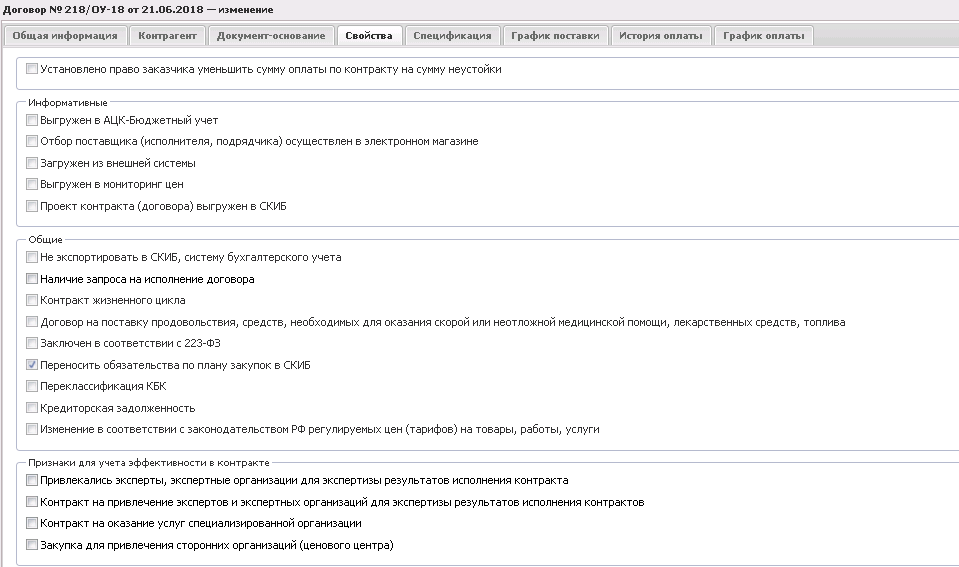 Договор № 218/ОУ-18 от 21.06.2018 — изменение
Общая информация Контрагент Документ-основание Свойства Спецификация График поставки История оплаты График оплаты
Установлено право заказчика уменьшить сумму оплаты по контракту на сумму неустойки
Информативные
Выгружен в АЦК-Бюджетный учет
Отбор поставщика (исполнителя, подрядчика) осуществлен в электронном магазине
Загружен из внешней системы
Выгружен в мониторинг цен
Проект контракта (договора) выгружен в СКИБ
Общие
Не экспортировать в СКИБ, систему бухгалтерского учета
Наличие запроса на исполнение договора
Контракт жизненного цикла
Договор на поставку продовольствия, средств, необходимых для оказания скорой или неотложной медицинской помощи, лекарственных средств, топлива
Заключен в соответствии с 223-ФЗ
Переносить обязательства по плану закупок в СКИБ
Переклассификация КБК
Кредиторская задолженность
Изменение в соответствии с законодательством РФ регулируемых цен (тарифов) на товары, работы, услуги
Признаки для учета эффективности в контракте
Привлекались эксперты, экспертные организации для экспертизы результатов исполнения контракта
Контракт на привлечение экспертов и экспертных организаций для экспертизы результатов исполнения контрактов
Контракт на оказание услуг специализированной организации
Закупка для привлечения сторонних организаций (ценового центра)